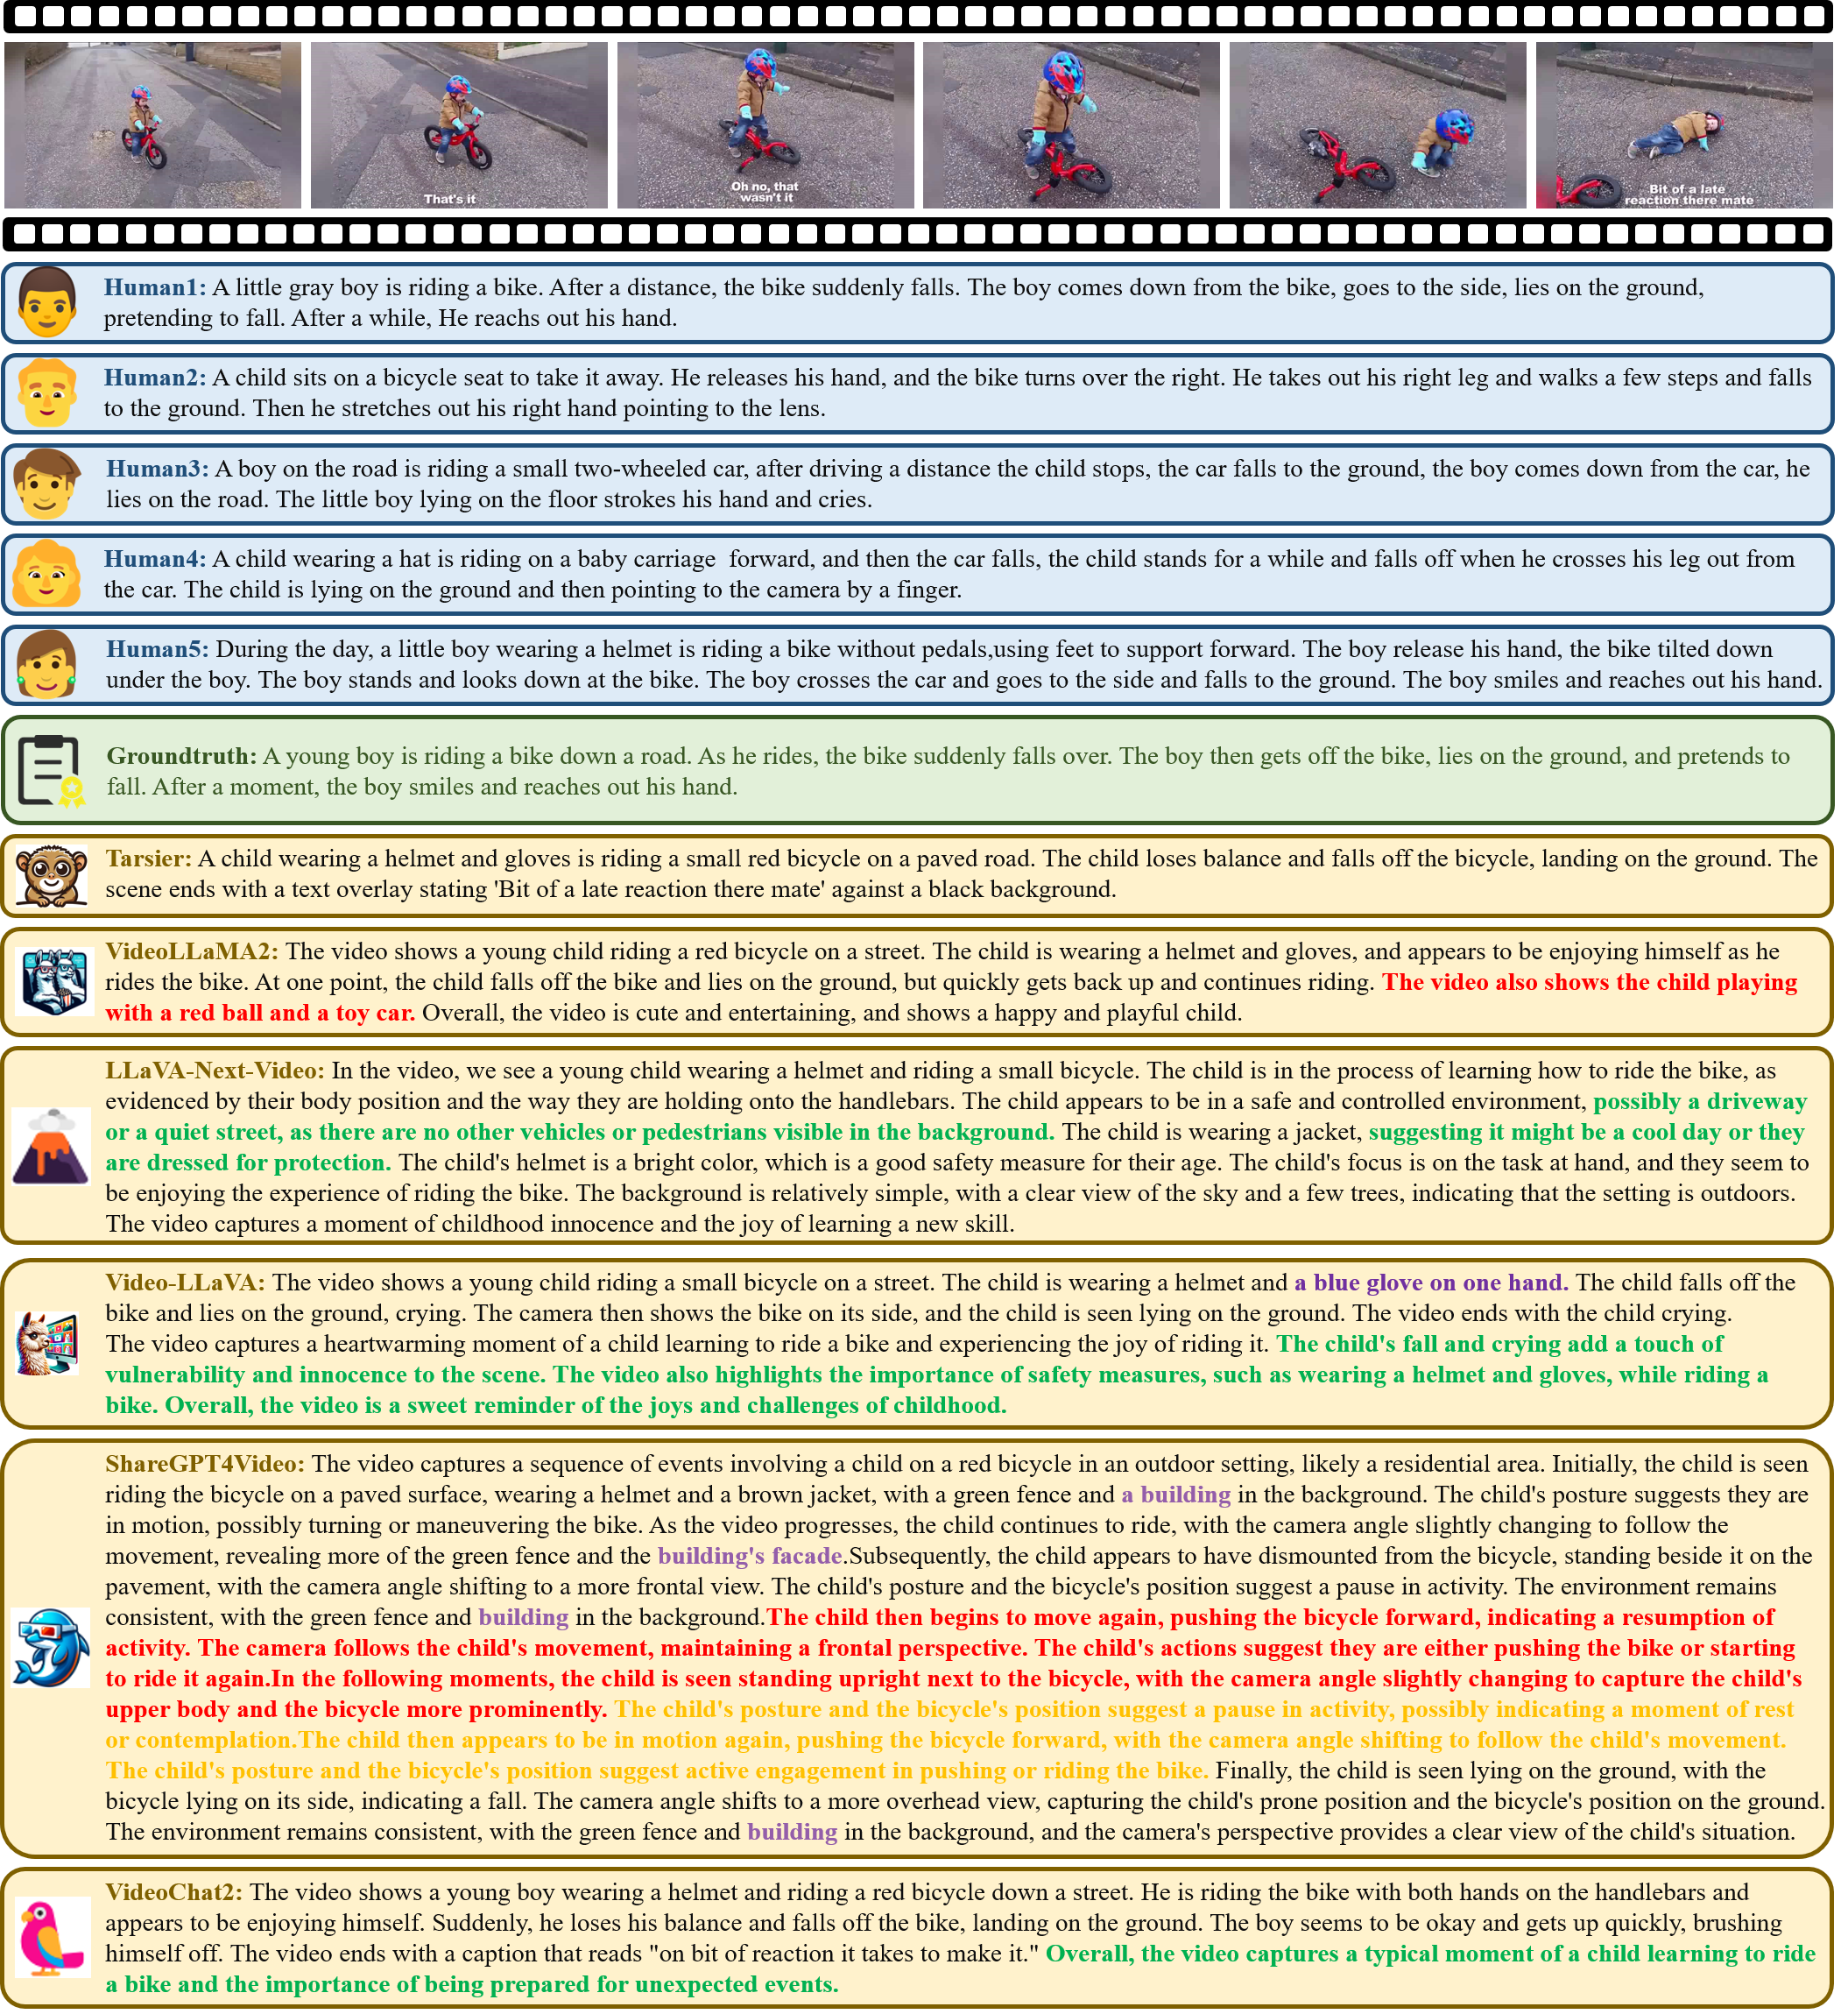 That's it
Oh no, that
wasn't it
Bit of a late
reaction there mate
Human1: A little gray boy is riding a bike. After a distance, the bike suddenly falls. The boy comes down from the bike, goes to the side, lies on the ground,
pretending to fall. After a while, He reachs out his hand.
Human2: A child sits on a bicycle seat to take it away. He releases his hand, and the bike turns over the right. He takes out his right leg and walks a few steps and falls
to the ground. Then he stretches out his right hand pointing to the lens.
Human3: A boy on the road is riding a small two-wheeled car, after driving a distance the child stops, the car falls to the ground, the boy comes down from the car, he
lies on the road. The little boy lying on the floor strokes his hand and cries.
Human4: A child wearing a hat is riding on a baby carriage  forward, and then the car falls, the child stands for a while and falls off when he crosses his leg out from
the car. The child is lying on the ground and then pointing to the camera by a finger.
Human5: During the day, a little boy wearing a helmet is riding a bike without pedals,using feet to support forward. The boy release his hand, the bike tilted down
under the boy. The boy stands and looks down at the bike. The boy crosses the car and goes to the side and falls to the ground. The boy smiles and reaches out his hand.
Groundtruth: A young boy is riding a bike down a road. As he rides, the bike suddenly falls over. The boy then gets off the bike, lies on the ground, and pretends to
fall. After a moment, the boy smiles and reaches out his hand.
Tarsier: A child wearing a helmet and gloves is riding a small red bicycle on a paved road. The child loses balance and falls off the bicycle, landing on the ground. The
scene ends with a text overlay stating 'Bit of a late reaction there mate' against a black background.
VideoLLaMA2: The video shows a young child riding a red bicycle on a street. The child is wearing a helmet and gloves, and appears to be enjoying himself as he
rides the bike. At one point, the child falls off the bike and lies on the ground, but quickly gets back up and continues riding. The video also shows the child playing
with a red ball and a toy car. Overall, the video is cute and entertaining, and shows a happy and playful child.
LLaVA-Next-Video: In the video, we see a young child wearing a helmet and riding a small bicycle. The child is in the process of learning how to ride the bike, as
evidenced by their body position and the way they are holding onto the handlebars. The child appears to be in a safe and controlled environment, possibly a driveway
or a quiet street, as there are no other vehicles or pedestrians visible in the background. The child is wearing a jacket, suggesting it might be a cool day or they
are dressed for protection. The child's helmet is a bright color, which is a good safety measure for their age. The child's focus is on the task at hand, and they seem to
be enjoying the experience of riding the bike. The background is relatively simple, with a clear view of the sky and a few trees, indicating that the setting is outdoors.
The video captures a moment of childhood innocence and the joy of learning a new skill.
Video-LLaVA: The video shows a young child riding a small bicycle on a street. The child is wearing a helmet and a blue glove on one hand. The child falls off the
bike and lies on the ground, crying. The camera then shows the bike on its side, and the child is seen lying on the ground. The video ends with the child crying.
The video captures a heartwarming moment of a child learning to ride a bike and experiencing the joy of riding it. The child's fall and crying add a touch of
vulnerability and innocence to the scene. The video also highlights the importance of safety measures, such as wearing a helmet and gloves, while riding a
bike. Overall, the video is a sweet reminder of the joys and challenges of childhood.
ShareGPT4Video: The video captures a sequence of events involving a child on a red bicycle in an outdoor setting, likely a residential area. Initially, the child is seen
riding the bicycle on a paved surface, wearing a helmet and a brown jacket, with a green fence and a building in the background. The child's posture suggests they are
in motion, possibly turning or maneuvering the bike. As the video progresses, the child continues to ride, with the camera angle slightly changing to follow the
movement, revealing more of the green fence and the building's facade.Subsequently, the child appears to have dismounted from the bicycle, standing beside it on the
pavement, with the camera angle shifting to a more frontal view. The child's posture and the bicycle's position suggest a pause in activity. The environment remains
consistent, with the green fence and building in the background.The child then begins to move again, pushing the bicycle forward, indicating a resumption of
activity. The camera follows the child's movement, maintaining a frontal perspective. The child's actions suggest they are either pushing the bike or starting
to ride it again.In the following moments, the child is seen standing upright next to the bicycle, with the camera angle slightly changing to capture the child's
upper body and the bicycle more prominently. The child's posture and the bicycle's position suggest a pause in activity, possibly indicating a moment of rest
or contemplation.The child then appears to be in motion again, pushing the bicycle forward, with the camera angle shifting to follow the child's movement.
The child's posture and the bicycle's position suggest active engagement in pushing or riding the bike. Finally, the child is seen lying on the ground, with the
bicycle lying on its side, indicating a fall. The camera angle shifts to a more overhead view, capturing the child's prone position and the bicycle's position on the ground.
The environment remains consistent, with the green fence and building in the background, and the camera's perspective provides a clear view of the child's situation.
VideoChat2: The video shows a young boy wearing a helmet and riding a red bicycle down a street. He is riding the bike with both hands on the handlebars and
appears to be enjoying himself. Suddenly, he loses his balance and falls off the bike, landing on the ground. The boy seems to be okay and gets up quickly, brushing
himself off. The video ends with a caption that reads "on bit of reaction it takes to make it." Overall, the video captures a typical moment of a child learning to ride
a bike and the importance of being prepared for unexpected events.